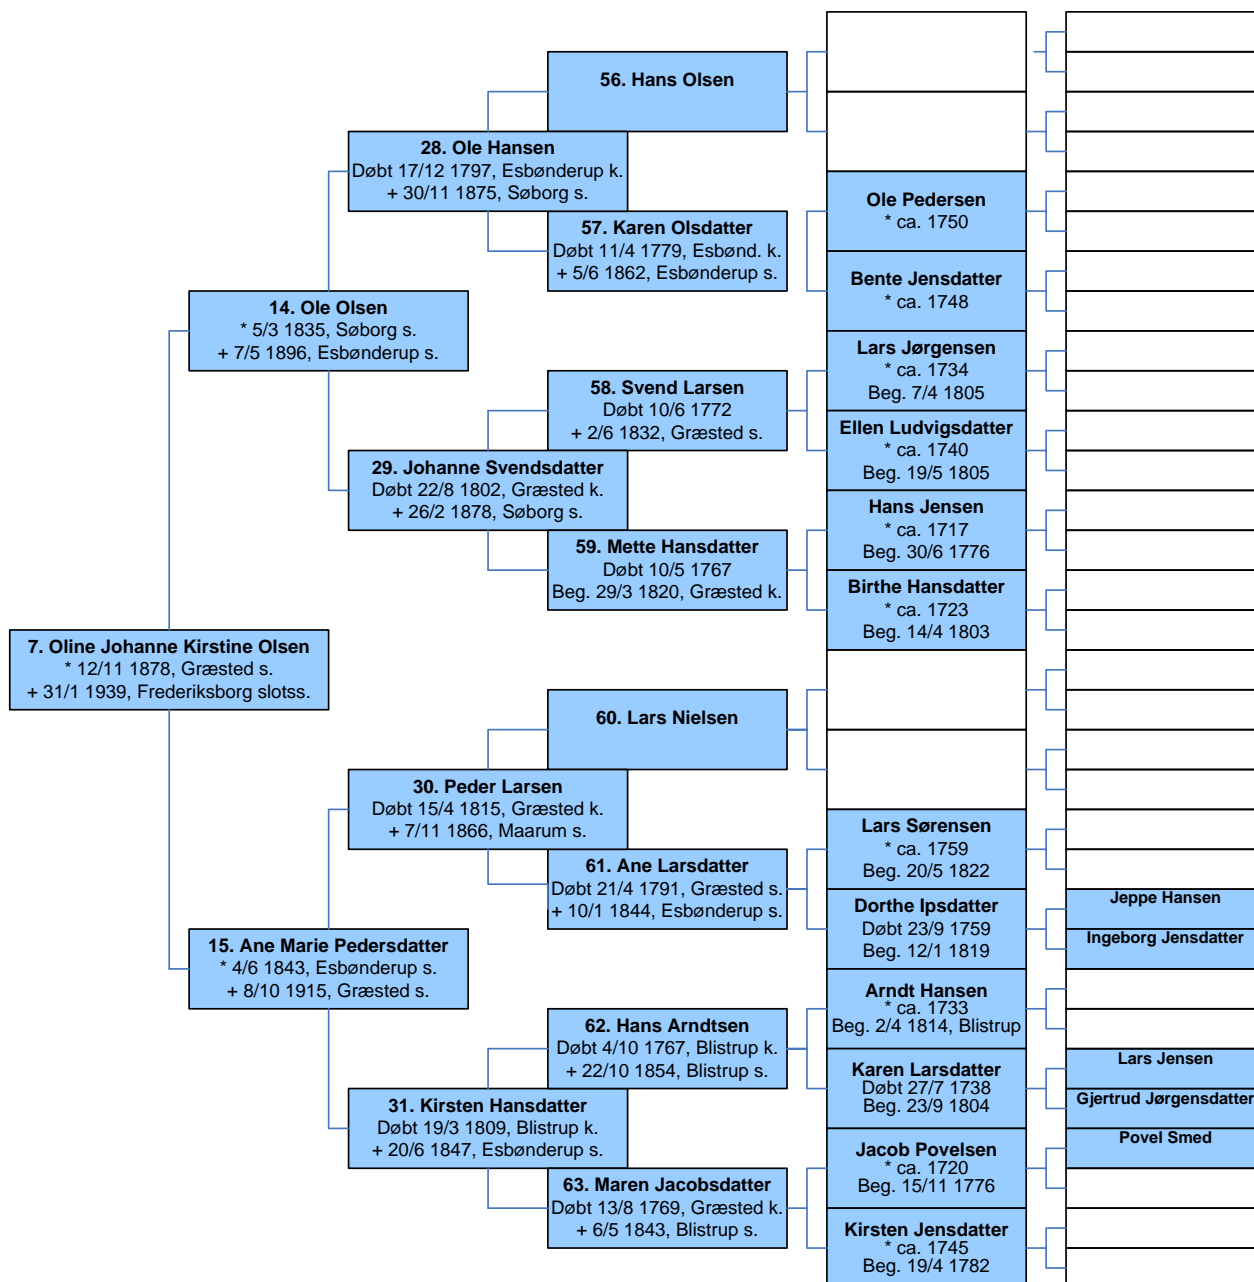 7. Oline Johanne Kirstine Olsen
* 12/11 1878, Græsted s.
+ 31/1 1939, Frederiksborg slotss.
14. Ole Olsen
* 5/3 1835, Søborg s.
+ 7/5 1896, Esbønderup s.
15. Ane Marie Pedersdatter
* 4/6 1843, Esbønderup s.
+ 8/10 1915, Græsted s.
28. Ole Hansen
Døbt 17/12 1797, Esbønderup k.
+ 30/11 1875, Søborg s.
29. Johanne Svendsdatter
Døbt 22/8 1802, Græsted k.
+ 26/2 1878, Søborg s.
30. Peder Larsen
Døbt 15/4 1815, Græsted k.
+ 7/11 1866, Maarum s.
31. Kirsten Hansdatter
Døbt 19/3 1809, Blistrup k.
+ 20/6 1847, Esbønderup s.
56. Hans Olsen
57. Karen Olsdatter
Døbt 11/4 1779, Esbønd. k.
+ 5/6 1862, Esbønderup s.
58. Svend Larsen
Døbt 10/6 1772
+ 2/6 1832, Græsted s.
59. Mette Hansdatter
Døbt 10/5 1767
Beg. 29/3 1820, Græsted k.
60. Lars Nielsen
61. Ane Larsdatter
Døbt 21/4 1791, Græsted s.
+ 10/1 1844, Esbønderup s.
62. Hans Arndtsen
Døbt 4/10 1767, Blistrup k.
+ 22/10 1854, Blistrup s.
63. Maren Jacobsdatter
Døbt 13/8 1769, Græsted k.
+ 6/5 1843, Blistrup s.
Ole Pedersen
* ca. 1750
Bente Jensdatter
* ca. 1748
Lars Jørgensen
* ca. 1734
Beg. 7/4 1805
Ellen Ludvigsdatter
* ca. 1740
Beg. 19/5 1805
Hans Jensen
* ca. 1717
Beg. 30/6 1776
Birthe Hansdatter
* ca. 1723
Beg. 14/4 1803
Lars Sørensen
* ca. 1759
Beg. 20/5 1822
Dorthe Ipsdatter
Døbt 23/9 1759
Beg. 12/1 1819
Arndt Hansen
* ca. 1733
Beg. 2/4 1814, Blistrup
Karen Larsdatter
Døbt 27/7 1738
Beg. 23/9 1804
Jacob Povelsen
* ca. 1720
Beg. 15/11 1776
Kirsten Jensdatter
* ca. 1745
Beg. 19/4 1782
Jeppe Hansen
Ingeborg Jensdatter
Lars Jensen
Gjertrud Jørgensdatter
Povel Smed